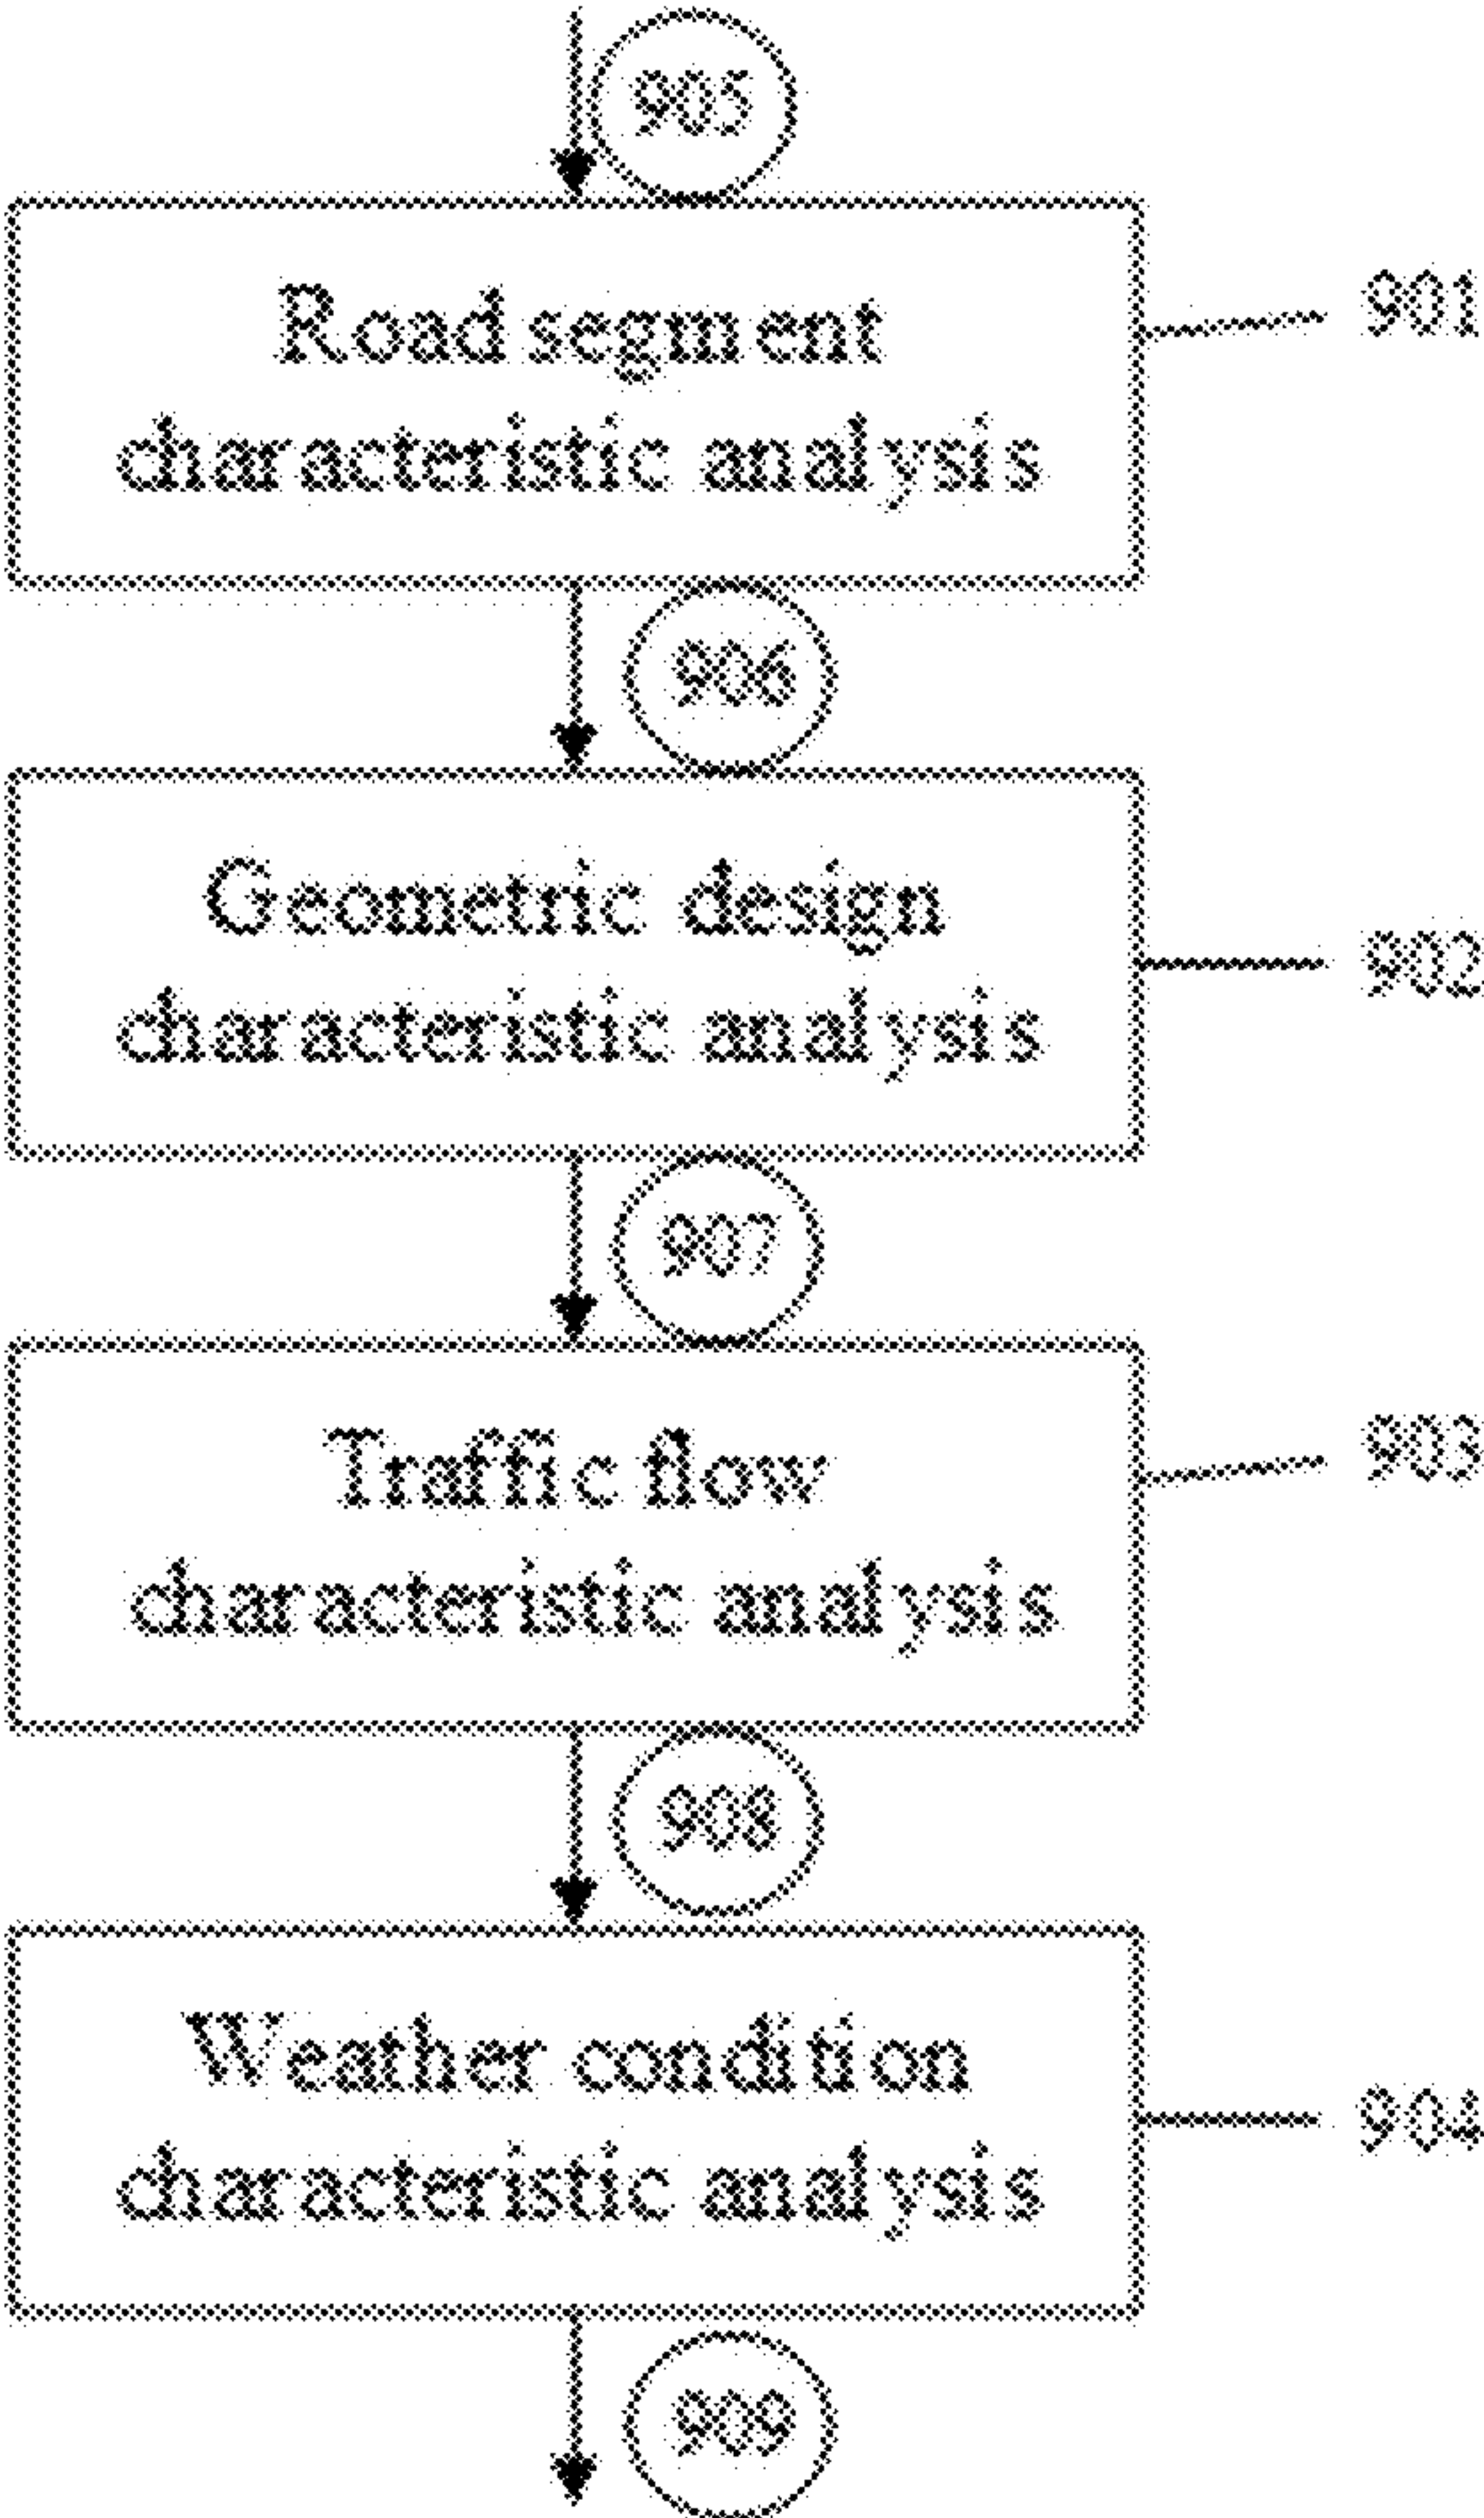 905
Road segment
characteristic analysis
901
906
Geometric design
characteristic analysis
902
907
Traffic flow
characteristic analysis
903
908
Weather condition
characteristic analysis
904
909